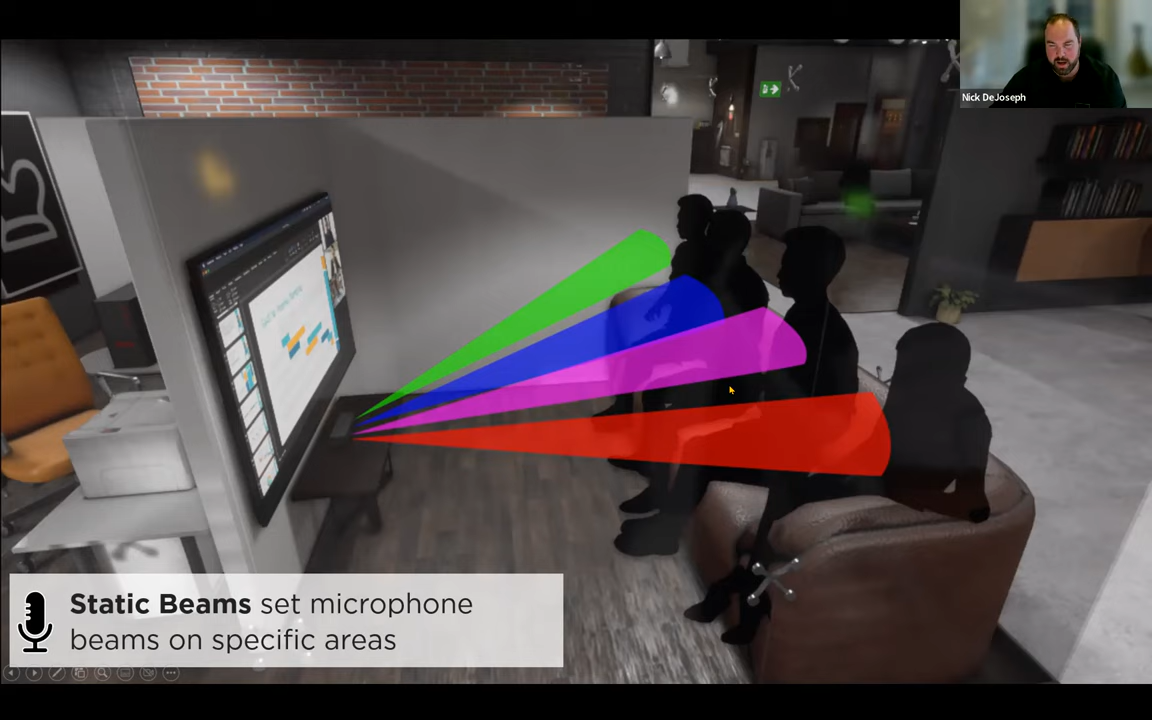 Nick DeJoseph
Static Beams set microphone
beams on specific areas